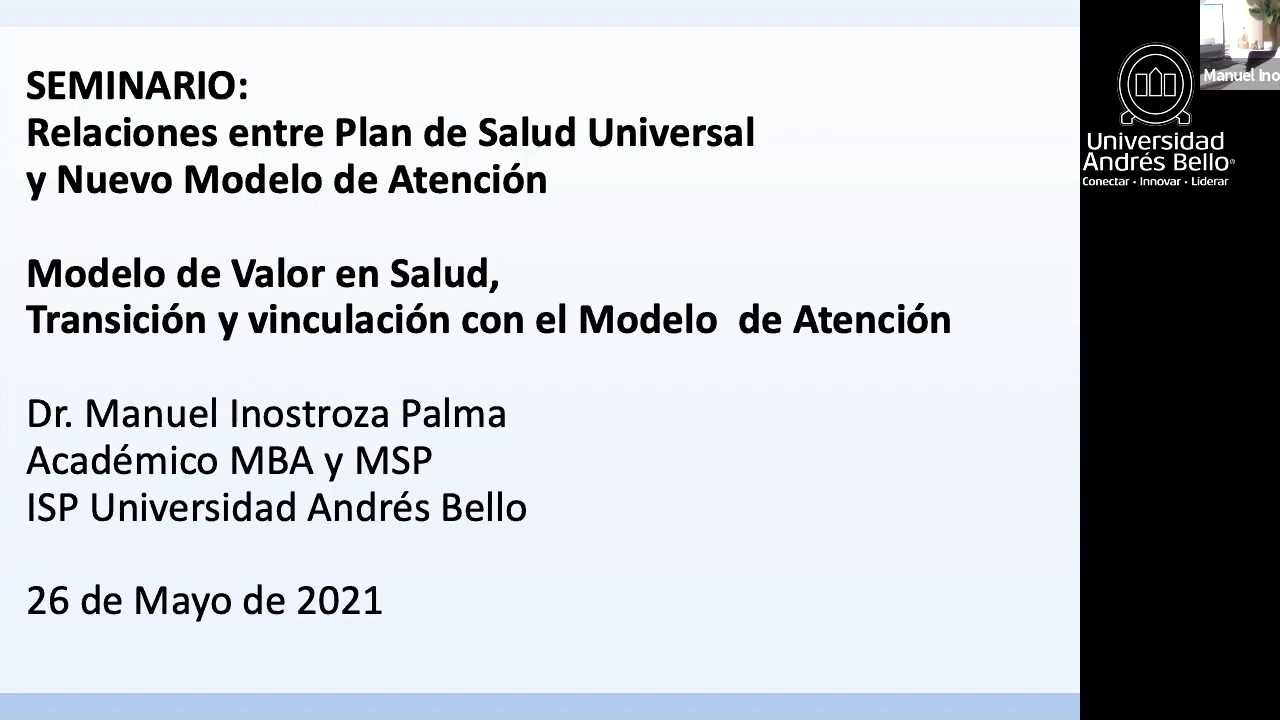 SEMINARIO:
Relaciones entre Plan de Salud Universal
y Nuevo Modelo de Atención
Modelo de Valor en Salud,
Transición y vinculación con el Modelo de Atención
Dr. Manuel Inostroza Palma
Académico MBA y MSP
ISP Universidad Andrés Bello
26 de Mayo de 2021
Manuel Ino
Universidad
Andrés Bello®
Conectar • Innovar • Liderar